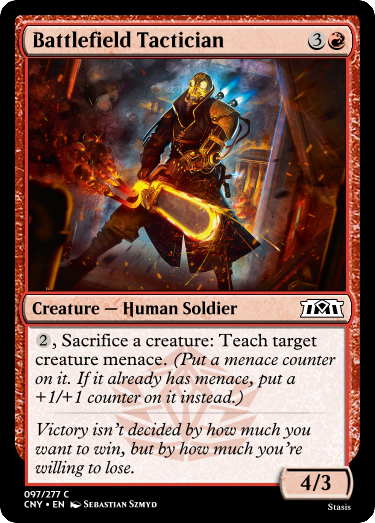 Battlefield Tactician 3
Creature — Human Soldier
2, Sacrifice a creature: Teach target
creature menace. (Put a menace counter
on it. If it already has menace, put a
+1/+1 counter on it instead.)
Victory isn't decided by how much you
want to win, but by how much you're
willing to lose.
4/3
097/277 C
CNY • EN Sebastian Szmyd
Stasis